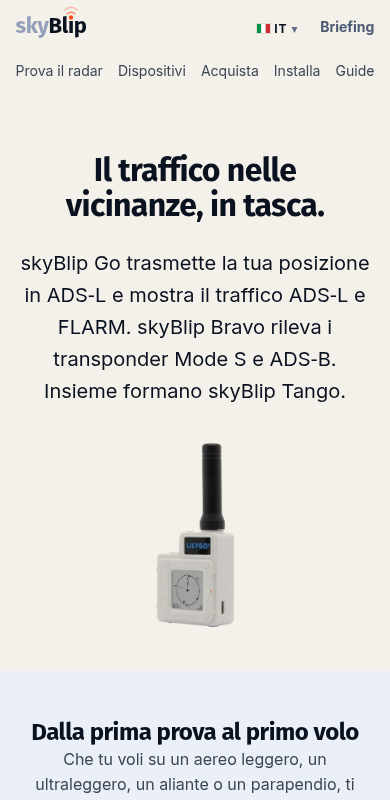 skyBlip
IT ▾
Briefing
Prova il radar
Dispositivi
Acquista
Installa
Guide
Il traffico nelle
vicinanze, in tasca.
skyBlip Go trasmette la tua posizione
in ADS-L e mostra il traffico ADS-L e
FLARM. skyBlip Bravo rileva i
transponder Mode S e ADS-B.
Insieme formano skyBlip Tango.
LILYGO
Dalla prima prova al primo volo
Che tu voli su un aereo leggero, un
ultraleggero, un aliante o un parapendio, ti